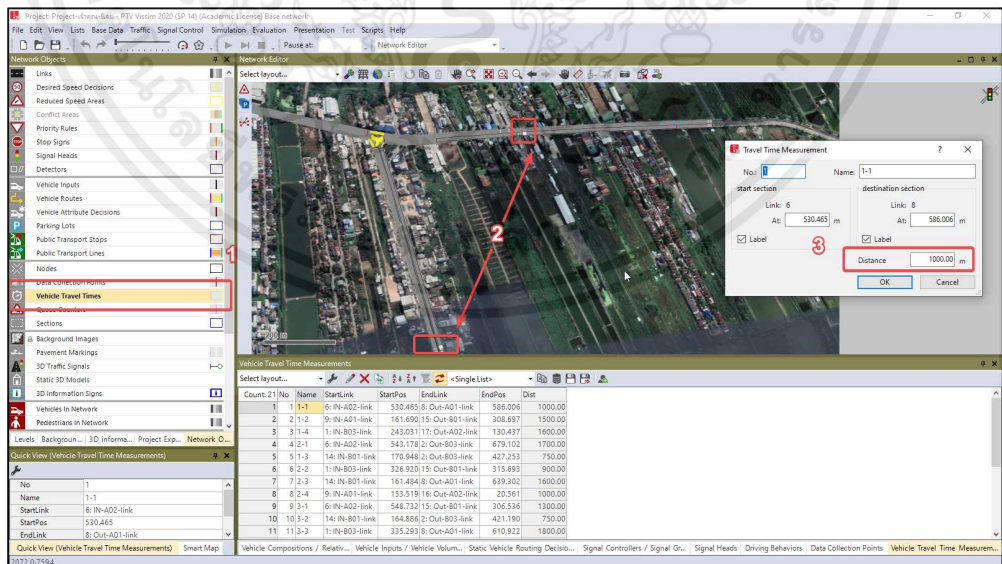 Project: Project-เจ้าคณะ-ฉิมพ - PTV Vissim 2022 (SP 14) (Academic License) Base network
File Edit View Lists Base Data Traffic Signal Control Simulation Evaluation Presentation Test Scripts Help
Pause at: Network Editor
Network Objects
Links
Desired Speed Decisions
Reduced Speed Areas
Conflict Areas
Priority Rules
Stop Signs
Signal Heads
Detectors
Vehicle Inputs
Vehicle Routes
Vehicle Attribute Decisions
Parking Lots
Public Transport Stops
Public Transport Lines
1
Nodes
Data Collection Points
Vehicle Travel Times
Queue Counters
Sections
Background Images
Pavement Markings
3D Traffic Signals
Static 3D Models
3D Information Signs
Vehicles In Network
Pedestrians In Network
Levels Backgroun... 3D informa... Project Exp... Network O...
Quick View (Vehicle Travel Time Measurements)
No 1
Name 1-1
StartLink 6: IN-A02-link
StartPos 530.465
EndLink 8: Out-A01-link
Quick View (Vehicle Travel Time Measurements) Smart Map
2022.0:7594
Network Editor
Select layout...
2
200 m
Travel Time Measurement ? X
No.: 1 Name: 1-1
start section destination section
Link: 6 Link: 8
At: 530.465 m At: 586.006 m
Label Label
3
Distance 1000.00 m
OK Cancel
Vehicle Travel Time Measurements
Select layout... <Single List>
Count: 21 No Name StartLink StartPos EndLink EndPos Dist
1 1 1-1 6: IN-A02-link 530.465 8: Out-A01-link 586.006 1000.00
2 2 1-2 9: IN-A01-link 161.690 15: Out-B01-link 308.697 1500.00
3 3 1-4 1: IN-B03-link 243.031 17: Out-A02-link 130.437 1600.00
4 4 2-1 6: IN-A02-link 543.178 2: Out-B03-link 679.102 1700.00
5 5 1-3 14: IN-B01-link 170.948 2: Out-B03-link 427.253 750.00
6 6 2-2 1: IN-B03-link 326.920 15: Out-B01-link 315.693 900.00
7 7 2-3 14: IN-B01-link 161.484 8: Out-A01-link 639.302 1600.00
8 8 2-4 9: IN-A01-link 153.519 16: Out-A02-link 20.561 1000.00
9 9 3-1 6: IN-A02-link 548.732 15: Out-B01-link 306.536 1300.00
10 10 3-2 14: IN-B01-link 164.886 2: Out-B03-link 421.190 750.00
11 11 3-3 1: IN-B03-link 335.293 8: Out-A01-link 610.922 1800.00
Vehicle Compositions / Relativ... Vehicle Inputs / Vehicle Volum... Static Vehicle Routing Decisio... Signal Controllers / Signal Gr... Signal Heads Driving Behaviors Data Collection Points Vehicle Travel Time Measurem...